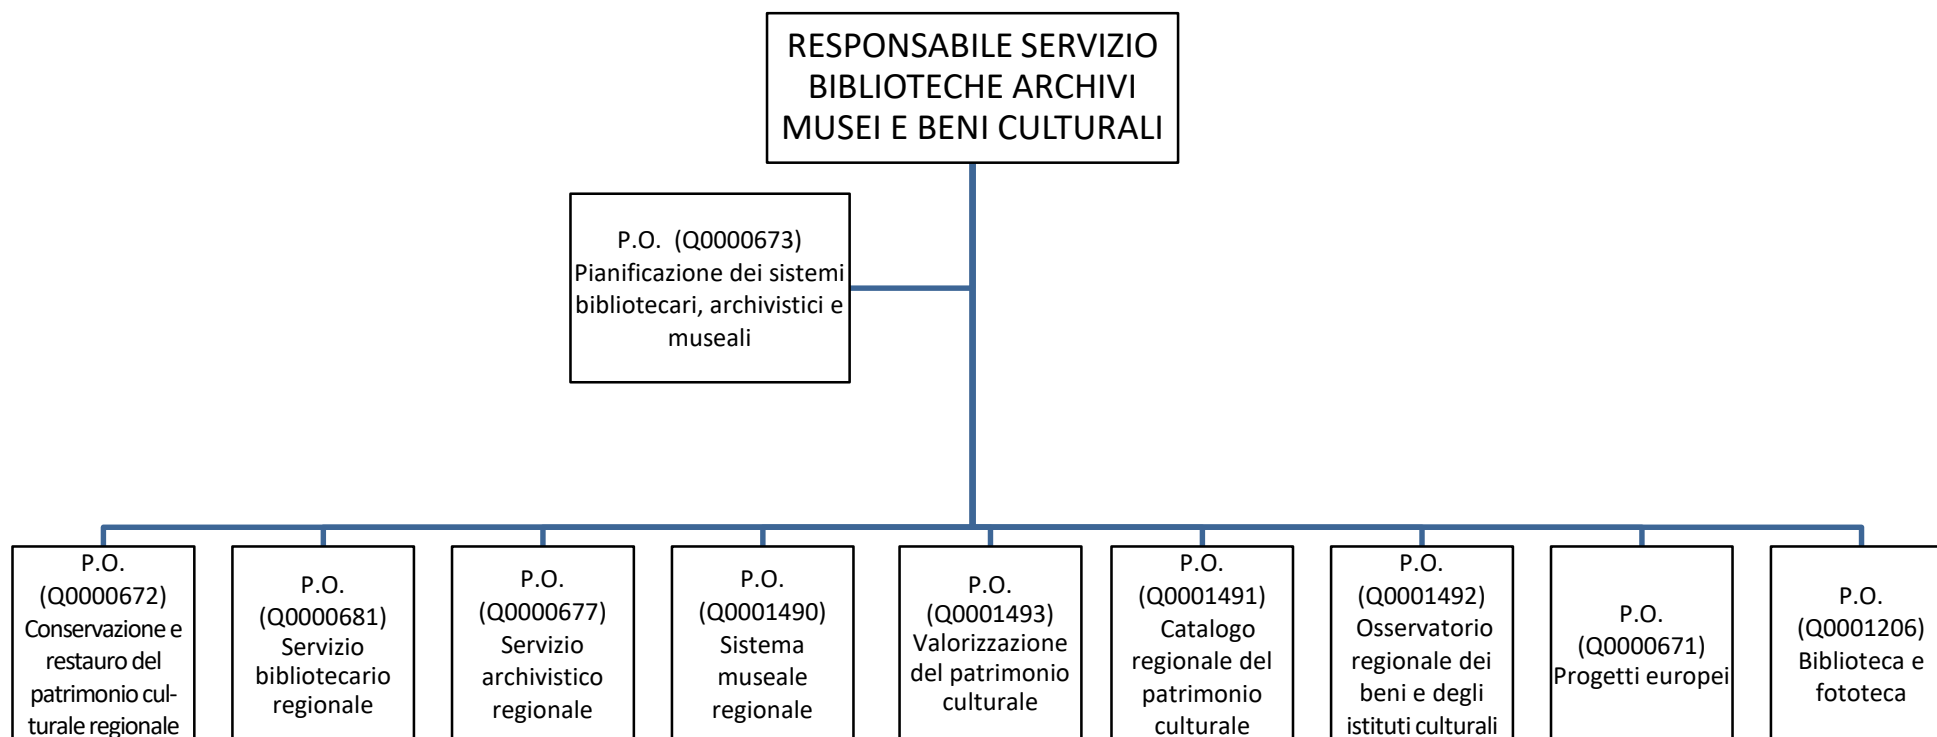 RESPONSABILE SERVIZIO
BIBLIOTECHE ARCHIVI
MUSEI E BENI CULTURALI
P.O. (Q0000673)
Pianificazione dei sistemi
bibliotecari, archivistici e
museali
P.O.
(Q0000672)
Conservazione e
restauro del
patrimonio cul-
turale regionale
P.O.
(Q0000681)
Servizio
bibliotecario
regionale
P.O.
(Q0000677)
Servizio
archivistico
regionale
P.O.
(Q0001490)
Sistema
museale
regionale
P.O.
(Q0001493)
Valorizzazione
del patrimonio
culturale
P.O.
(Q0001491)
Catalogo
regionale del
patrimonio
culturale
P.O.
(Q0001492)
Osservatorio
regionale dei
beni e degli
istituti culturali
P.O.
(Q0000671)
Progetti europei
P.O.
(Q0001206)
Biblioteca e
fototeca